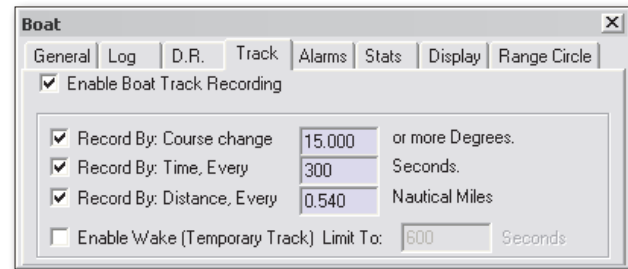 Boat
General Log D.R. Track Alarms Stats Display Range Circle
Enable Boat Track Recording
Record By: Course change 15.000 or more Degrees.
Record By: Time, Every 300 Seconds.
Record By: Distance, Every 0.540 Nautical Miles
Enable Wake (Temporary Track) Limit To: 600 Seconds